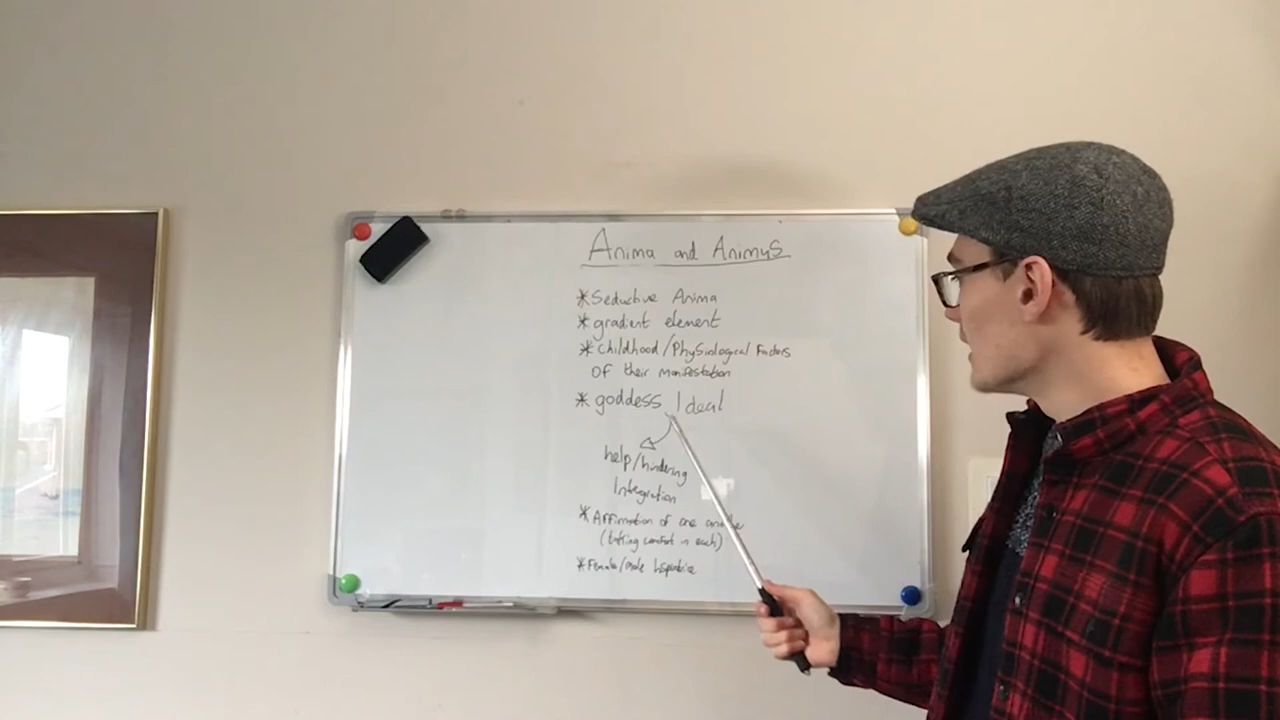 Anima and Animus
*Seductive Anima
*gradient element
*Childhood/Physiological Factors
OF their manifestation
*goddess Ideal
help/hindering
Integration
*Affirmation of one another
(taking comfort in each)
*Female/male